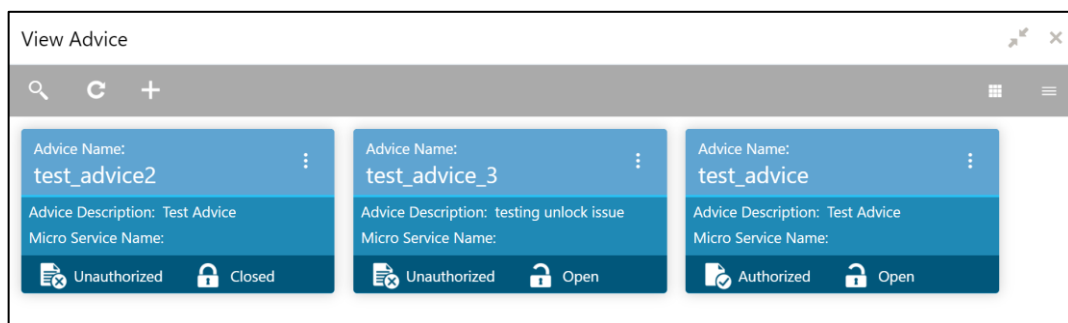 View Advice
Advice Name:
test_advice2
Advice Description: Test Advice
Micro Service Name:
Unauthorized Closed
Advice Name:
test_advice_3
Advice Description: testing unlock issue
Micro Service Name:
Unauthorized Open
Advice Name:
test_advice
Advice Description: Test Advice
Micro Service Name:
Authorized Open